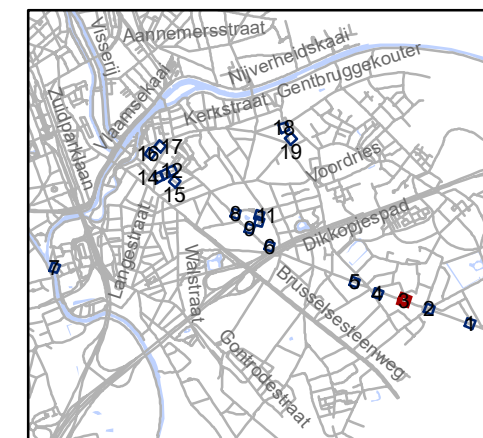 Aannemersstraat
Visserij
Nijverheidskaai
Vlaamsekaai
Gentbruggekouter
Zuidparklaan
Kerkstraat
18
17
16
19
Voordries
12
14
15
Langestraat
8
11
9
Dikkopjespad
6
Walstraat
7
Brusselsesteenweg
5
4
3
2
1
Gontrodestraat